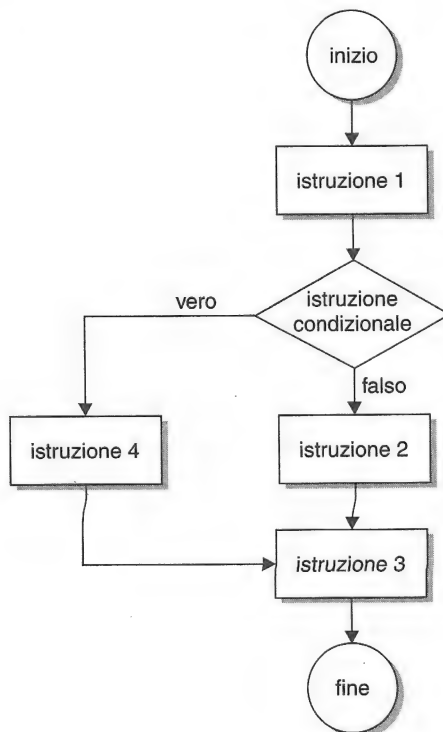 inizio
istruzione 1
istruzione
condizionale
vero
falso
istruzione 4
istruzione 2
istruzione 3
fine